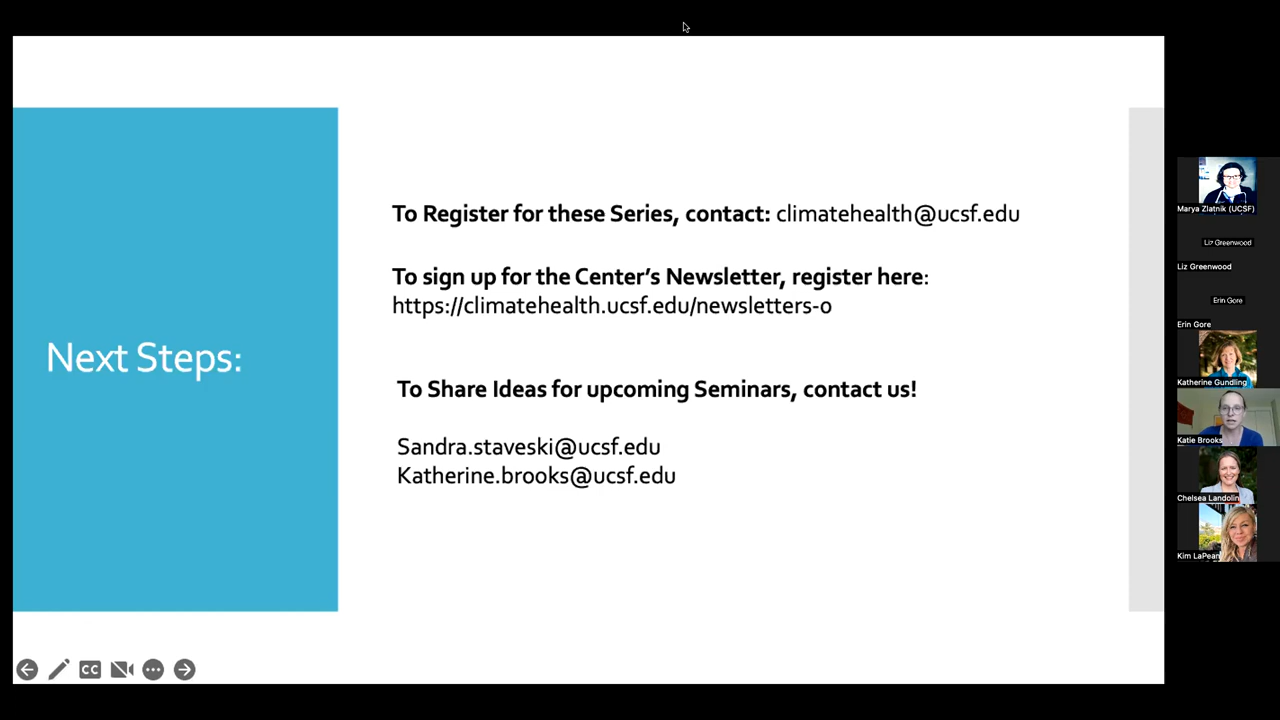 Next Steps:
To Register for these Series, contact: climatehealth@ucsf.edu
To sign up for the Center's Newsletter, register here:
https://climatehealth.ucsf.edu/newsletters-0
To Share Ideas for upcoming Seminars, contact us!
Sandra.staveski@ucsf.edu
Katherine.brooks@ucsf.edu
CC
Marya Zlatnik (UCSF)
Liz Greenwood
Liz Greenwood
Erin Gore
Erin Gore
Katherine Gundling
Katie Brooks
Chelsea Landolin
Kim LaPean